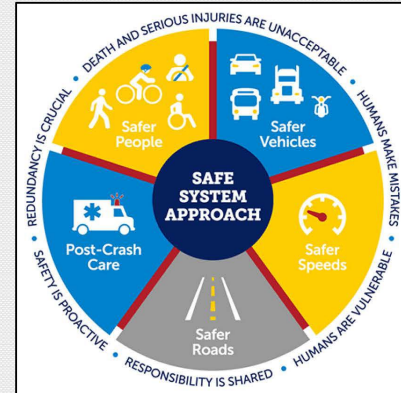 DEATH AND SERIOUS INJURIES ARE UNACCEPTABLE
HUMANS MAKE MISTAKES
HUMANS ARE VULNERABLE
RESPONSIBILITY IS SHARED
SAFETY IS PROACTIVE
REDUNDANCY IS CRUCIAL
Safer
People
Safer
Vehicles
SAFE
SYSTEM
APPROACH
Post-Crash
Care
Safer
Speeds
Safer
Roads